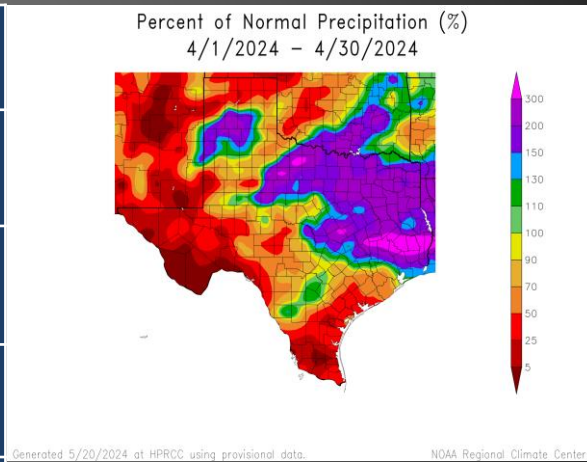 Percent of Normal Precipitation (%)
4/1/2024 – 4/30/2024
300
200
150
130
110
100
90
70
50
25
5
Generated 5/20/2024 at HPRCC using provisional data.
NOAA Regional Climate Center